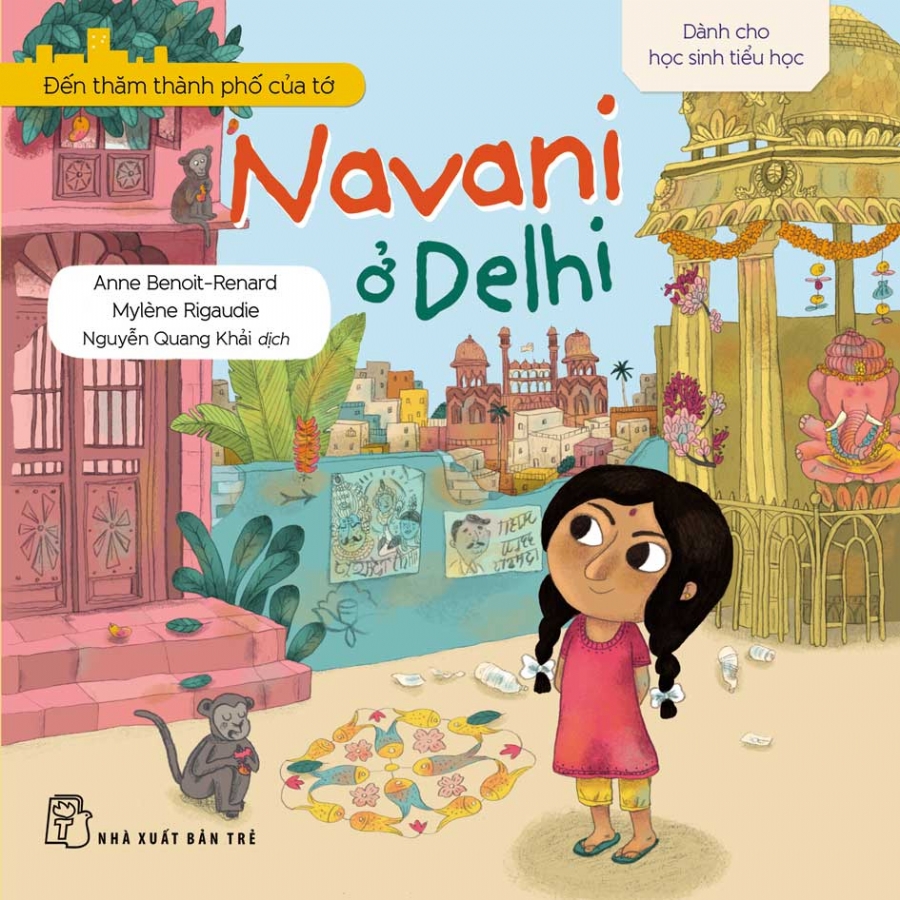 Dành cho
học sinh tiểu học
Đến thăm thành phố của tớ
Navani
ở Delhi
Anne Benoit-Renard
Mylène Rigaudie
Nguyễn Quang Khải dịch
NHÀ XUẤT BẢN TRẺ